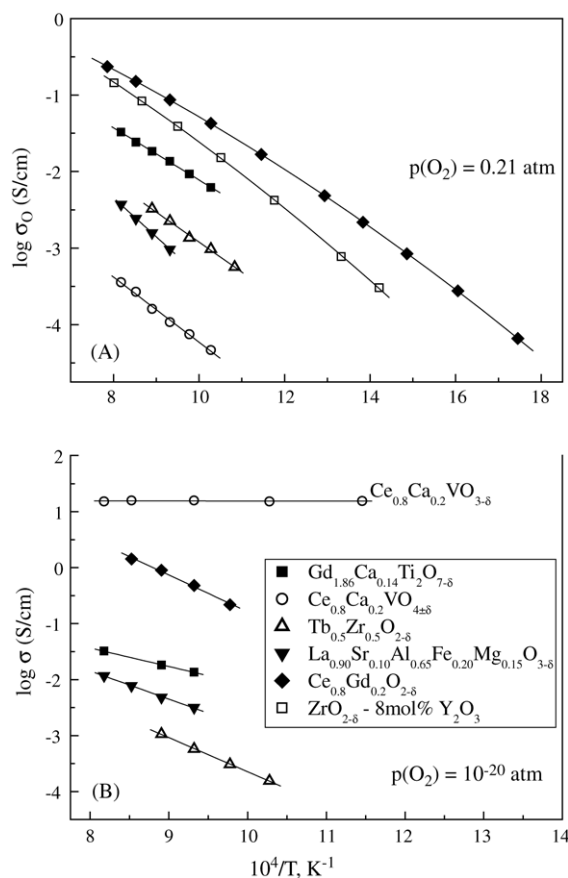 0
-1
-2
-3
-4
log σ_O (S/cm)
p(O₂) = 0.21 atm
(A)
8 10 12 14 16 18
2
1
0
-1
-2
-3
-4
log σ (S/cm)
Ce₀.₈Ca₀.₂VO₃₋δ
Gd₁.₈₆Ca₀.₁₄Ti₂O₇₋δ
Ce₀.₈Ca₀.₂VO₄±δ
Tb₀.₅Zr₀.₅O₂₋δ
La₀.₉₀Sr₀.₁₀Al₀.₆₅Fe₀.₂₀Mg₀.₁₅O₃₋δ
Ce₀.₈Gd₀.₂O₂₋δ
ZrO₂₋δ - 8mol% Y₂O₃
(B)
p(O₂) = 10⁻²⁰ atm
8 9 10 11 12 13 14
10⁴/T, K⁻¹